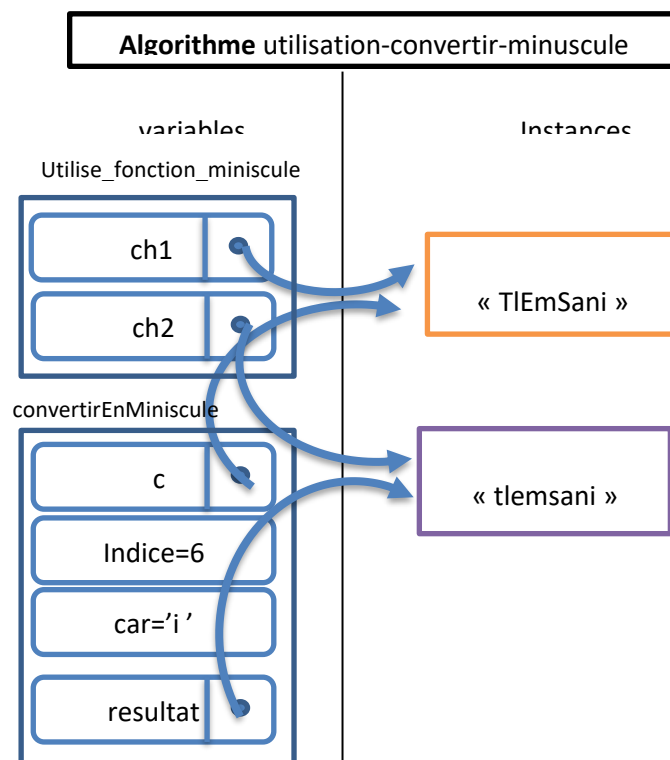 Algorithme utilisation-convertir-minuscule
variables
Instances
Utilise_fonction_miniscule
ch1
« TlEmSani »
ch2
convertirEnMiniscule
c
« tlemsani »
Indice=6
car=’i ’
resultat